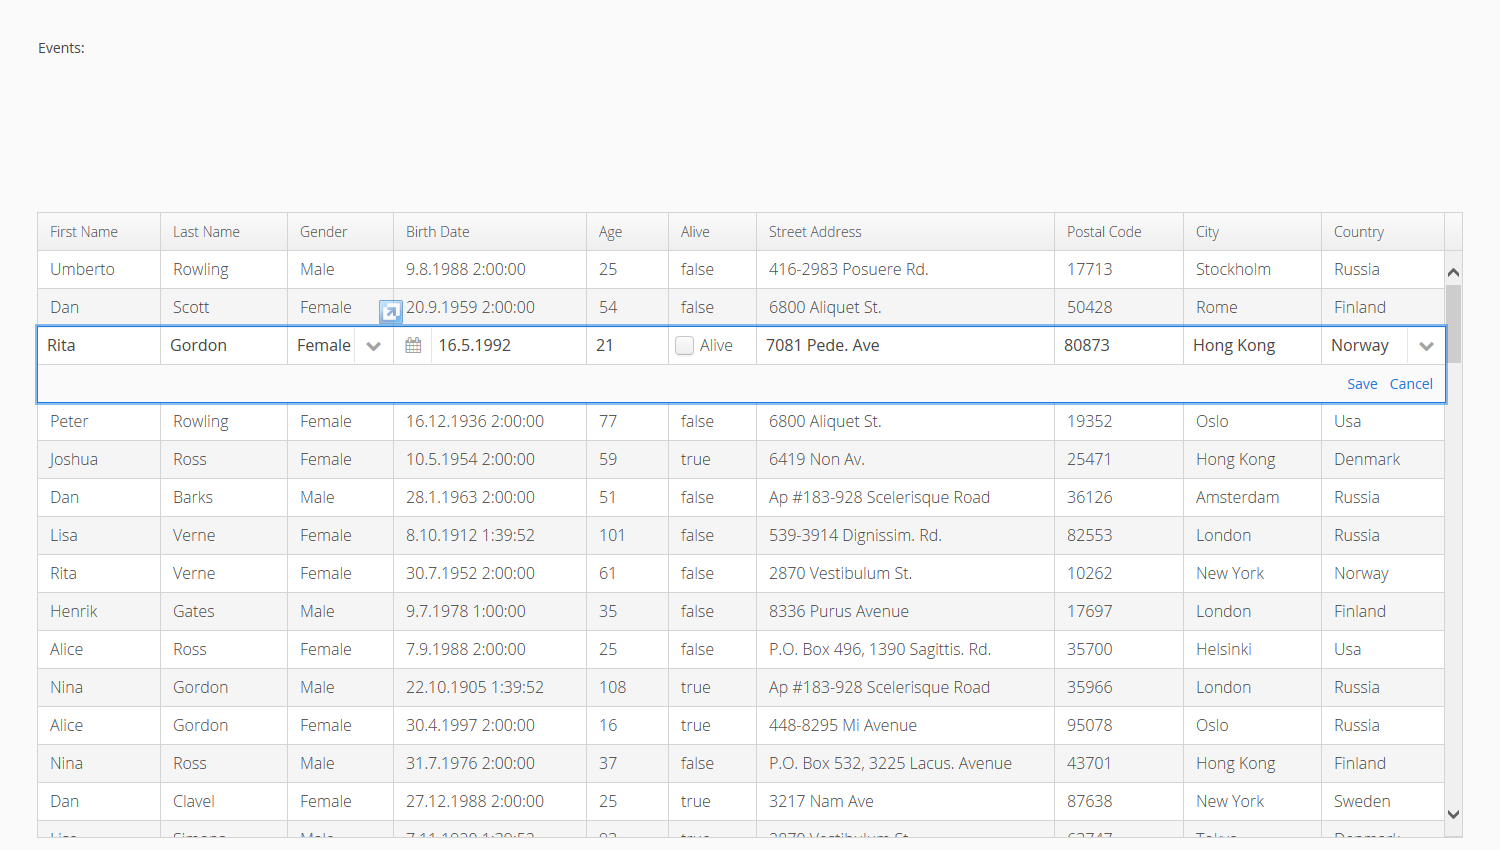 Events:
First Name Last Name Gender Birth Date Age Alive Street Address Postal Code City Country
Umberto Rowling Male 9.8.1988 2:00:00 25 false 416-2983 Posuere Rd. 17713 Stockholm Russia
Dan Scott Female 20.9.1959 2:00:00 54 false 6800 Aliquet St. 50428 Rome Finland
Rita Gordon Female 16.5.1992 21 Alive 7081 Pede. Ave 80873 Hong Kong Norway
Save Cancel
Peter Rowling Female 16.12.1936 2:00:00 77 false 6800 Aliquet St. 19352 Oslo Usa
Joshua Ross Female 10.5.1954 2:00:00 59 true 6419 Non Av. 25471 Hong Kong Denmark
Dan Barks Male 28.1.1963 2:00:00 51 false Ap #183-928 Scelerisque Road 36126 Amsterdam Russia
Lisa Verne Female 8.10.1912 1:39:52 101 false 539-3914 Dignissim. Rd. 82553 London Russia
Rita Verne Female 30.7.1952 2:00:00 61 false 2870 Vestibulum St. 10262 New York Norway
Henrik Gates Male 9.7.1978 1:00:00 35 false 8336 Purus Avenue 17697 London Finland
Alice Ross Female 7.9.1988 2:00:00 25 false P.O. Box 496, 1390 Sagittis. Rd. 35700 Helsinki Usa
Nina Gordon Male 22.10.1905 1:39:52 108 true Ap #183-928 Scelerisque Road 35966 London Russia
Alice Gordon Female 30.4.1997 2:00:00 16 true 448-8295 Mi Avenue 95078 Oslo Russia
Nina Ross Male 31.7.1976 2:00:00 37 false P.O. Box 532, 3225 Lacus. Avenue 43701 Hong Kong Finland
Dan Clavel Female 27.12.1988 2:00:00 25 true 3217 Nam Ave 87638 New York Sweden